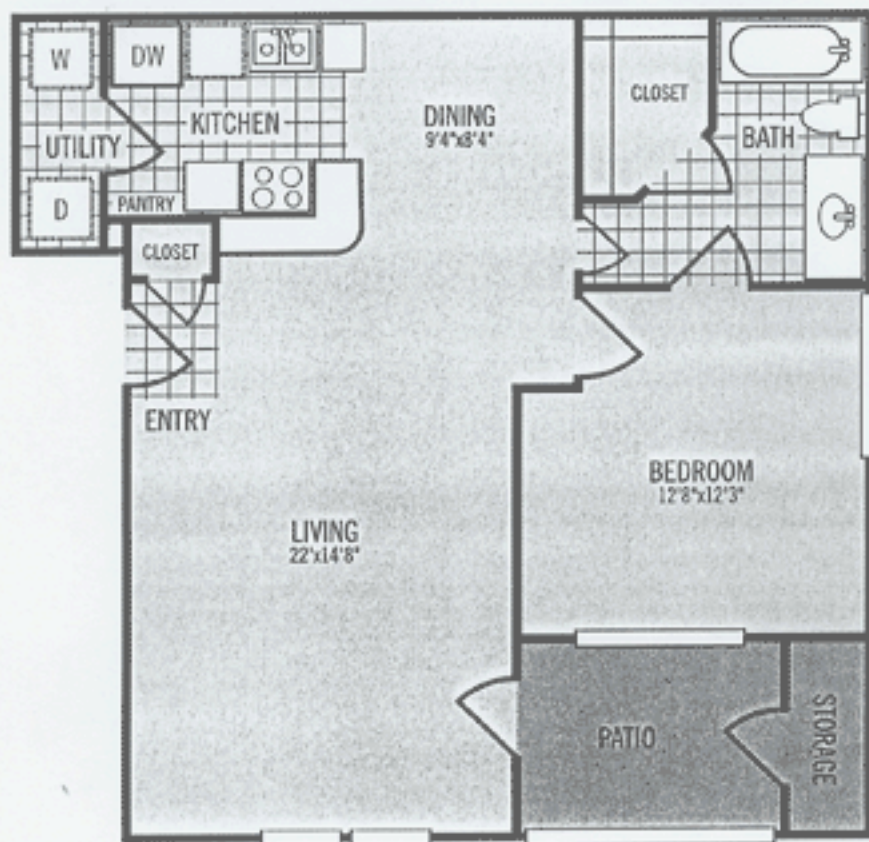 W
DW
UTILITY
KITCHEN
D
PANTRY
CLOSET
DINING
9'4"x8'4"
CLOSET
BATH
ENTRY
LIVING
22'x14'8"
BEDROOM
12'8"x12'3"
PATIO
STORAGE